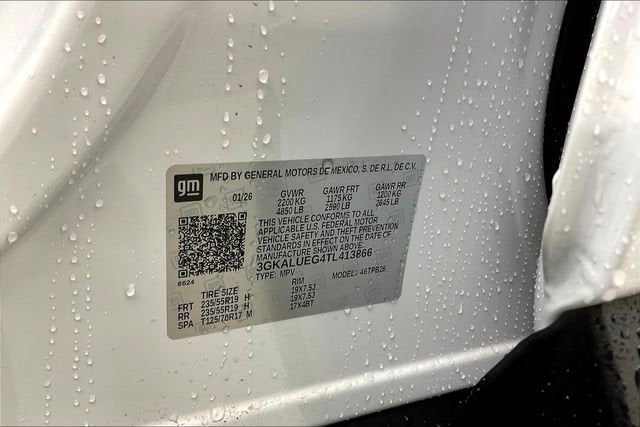 gm
MFD BY GENERAL MOTORS DE MEXICO, S. DE R.L. DE C.V.
01/26 GVWR GAWR FRT GAWR RR
2200 KG 1175 KG 1200 KG
4850 LB 2590 LB 2645 LB
THIS VEHICLE CONFORMS TO ALL
APPLICABLE U.S. FEDERAL MOTOR
VEHICLE SAFETY AND THEFT PREVENTION
STANDARDS IN EFFECT ON THE DATE OF
MANUFACTURE SHOWN ABOVE.
3GKALUEG4TL413866
TYPE: MPV MODEL: 46TPB26
8624
TIRE SIZE RIM
FRT 235/55R19 H 19X7.5J
RR 235/55R19 H 19X7.5J
SPA T125/70R17 M 17X4BT